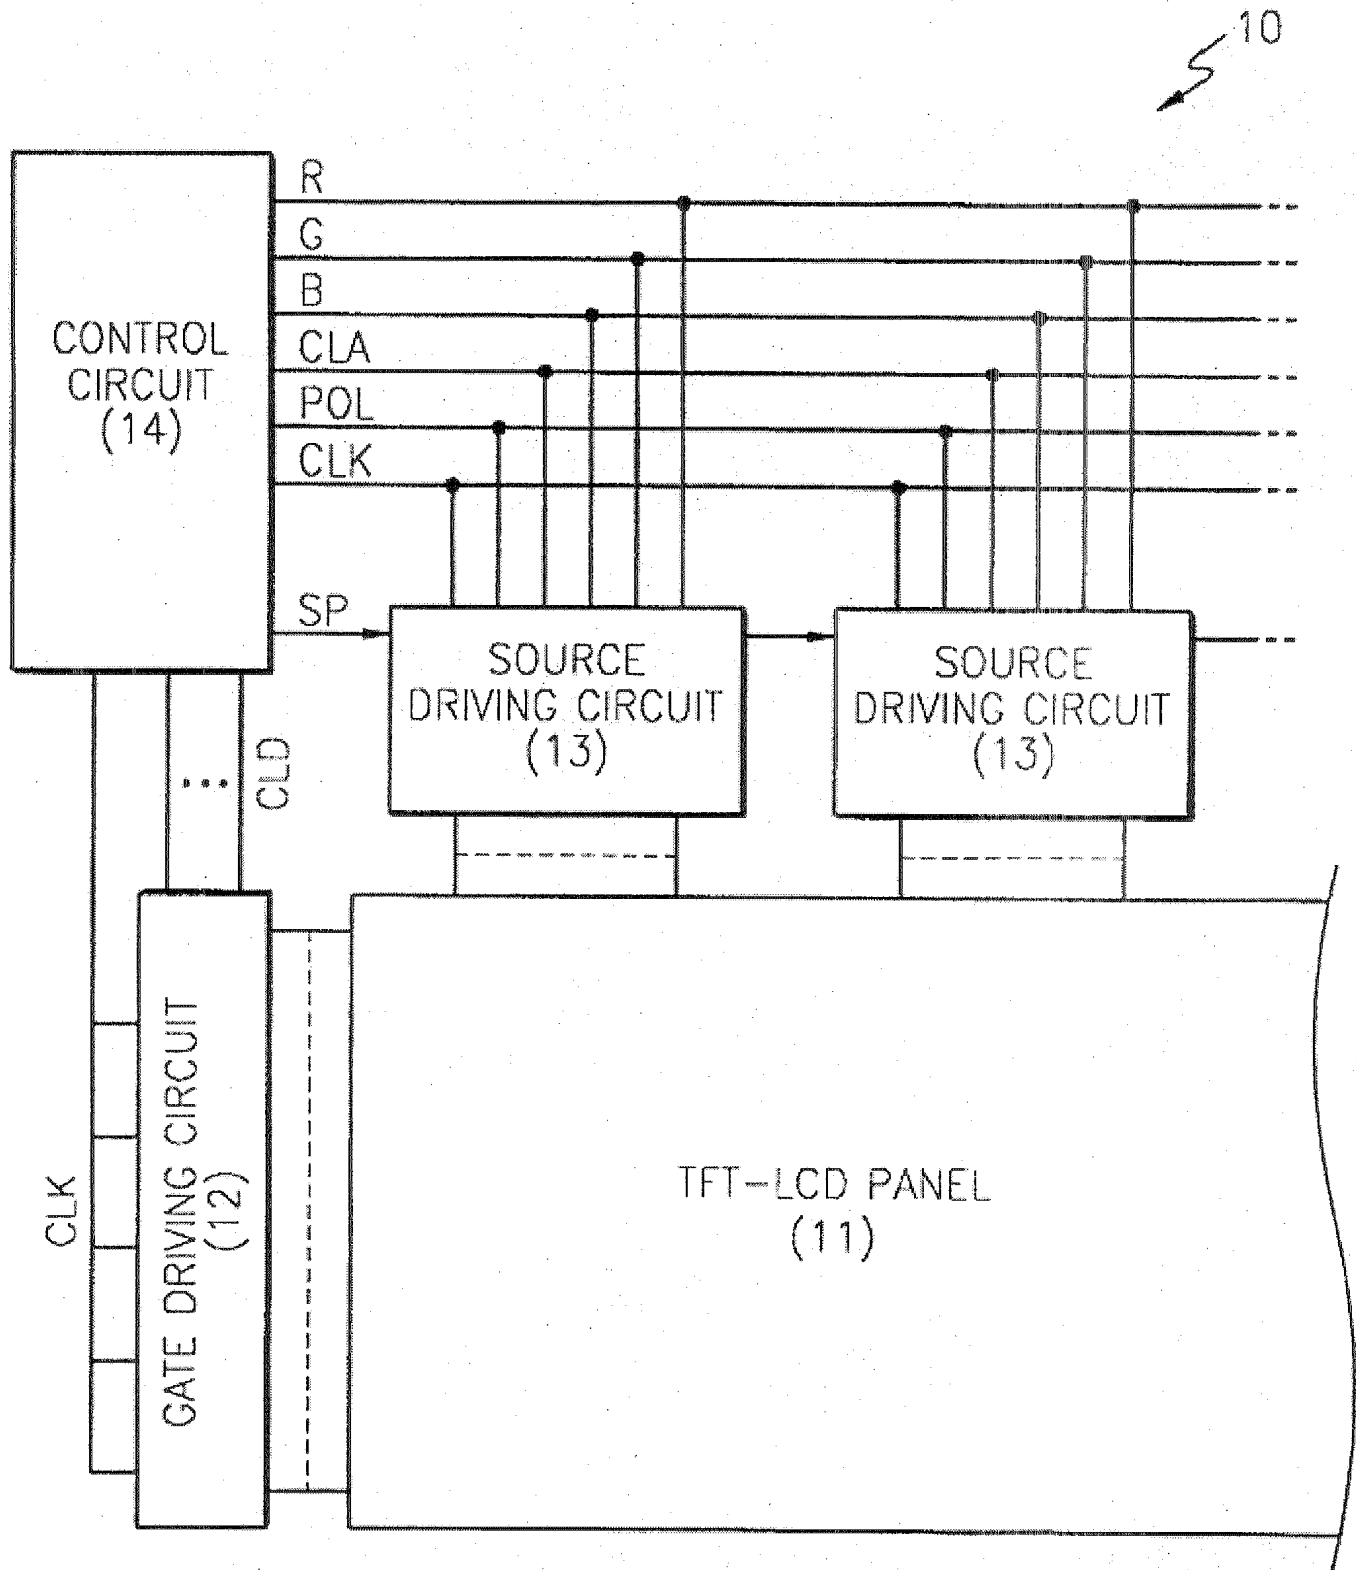 10
R
G
B
CLA
POL
CLK
CONTROL
CIRCUIT
(14)
SP
SOURCE
DRIVING CIRCUIT
(13)
SOURCE
DRIVING CIRCUIT
(13)
CLD
CLK
GATE DRIVING CIRCUIT
(12)
TFT-LCD PANEL
(11)